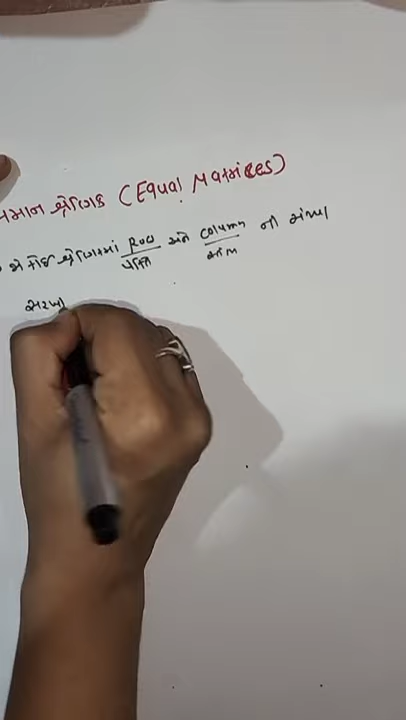 સમાન શ્રેણિક (Equal Matrices)
જે કોઈ શ્રેણિકમાં Row અને column ની સંખ્યા
પંક્તિ સ્તંભ
સરખી